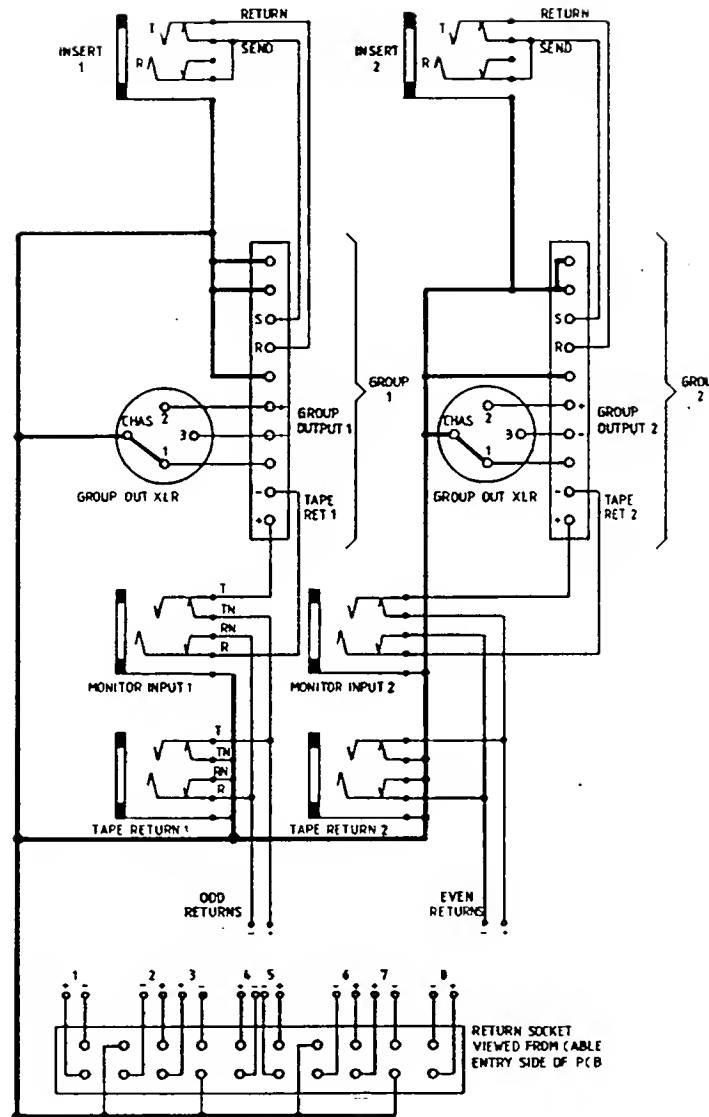 RETURN
T
SEND
INSERT
1
R
RETURN
T
SEND
INSERT
2
R
S
R
GROUP
1
CHAS
2
3
1
+
-
GROUP
OUTPUT 1
GROUP OUT XLR
-
+
TAPE
RET 1
S
R
GROU
2
CHAS
2
3
1
+
-
GROUP
OUTPUT 2
GROUP OUT XLR
-
+
TAPE
RET 2
T
TN
RN
R
MONITOR INPUT 1
MONITOR INPUT 2
T
TN
RN
R
TAPE RETURN 1
TAPE RETURN 2
ODD
RETURNS
- +
EVEN
RETURNS
- +
1 2 3 4 5 6 7 8
+ - - + + - + - - + - + + - - +
RETURN SOCKET
VIEWED FROM CABLE
ENTRY SIDE OF PCB